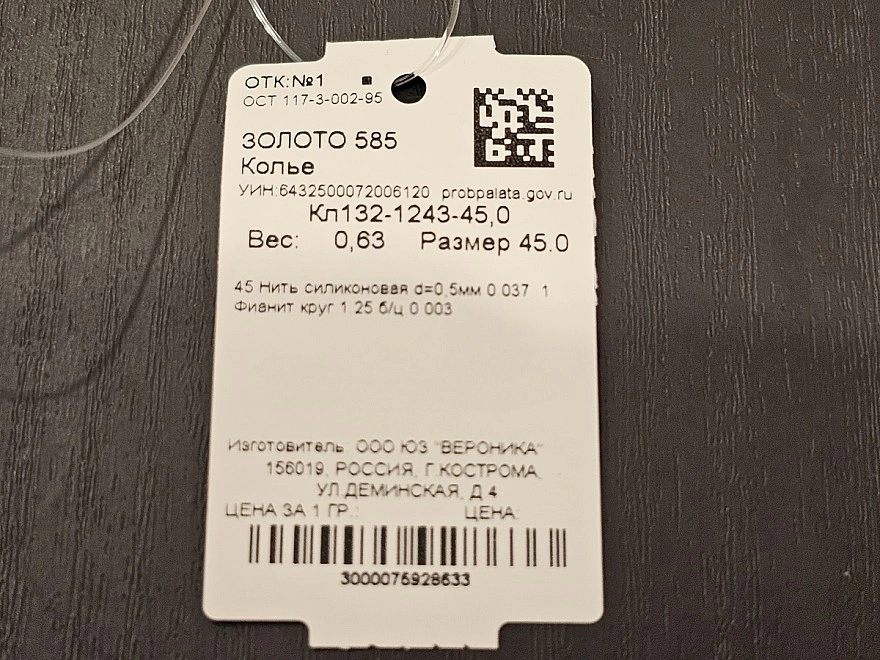 ОТК:№1
ОСТ 117-3-002-95
ЗОЛОТО 585
Колье
УИН:6432500072006120 probpalata.gov.ru
Кл132-1243-45,0
Вес: 0,63 Размер 45.0
45 Нить силиконовая d=0,5мм 0 037 1
Фианит круг 1 25 б/ц 0 003
Изготовитель ООО ЮЗ "ВЕРОНИКА"
156019, РОССИЯ, Г.КОСТРОМА,
УЛ.ДЕМИНСКАЯ, Д 4
ЦЕНА ЗА 1 ГР.: ЦЕНА:
3000075928633